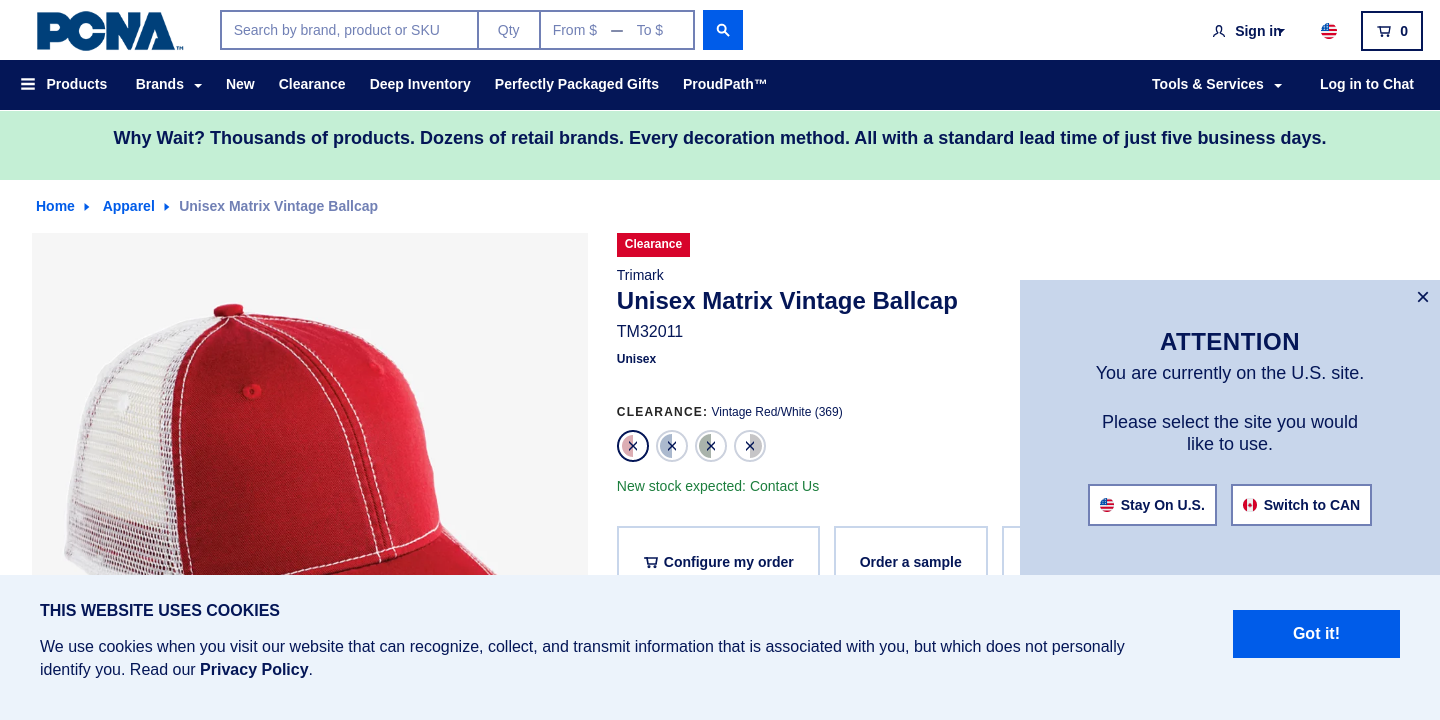 PCNA™
Search by brand, product or SKU
Qty
From $ — To $
Sign in
0
Products
Brands
New
Clearance
Deep Inventory
Perfectly Packaged Gifts
ProudPath™
Tools & Services
Log in to Chat
Why Wait? Thousands of products. Dozens of retail brands. Every decoration method. All with a standard lead time of just five business days.
Home
Apparel
Unisex Matrix Vintage Ballcap
Clearance
Trimark
Unisex Matrix Vintage Ballcap
TM32011
Unisex
CLEARANCE: Vintage Red/White (369)
New stock expected: Contact Us
Configure my order
Order a sample
ATTENTION
You are currently on the U.S. site.
Please select the site you would
like to use.
Stay On U.S.
Switch to CAN
THIS WEBSITE USES COOKIES
We use cookies when you visit our website that can recognize, collect, and transmit information that is associated with you, but which does not personally
identify you. Read our Privacy Policy.
Got it!